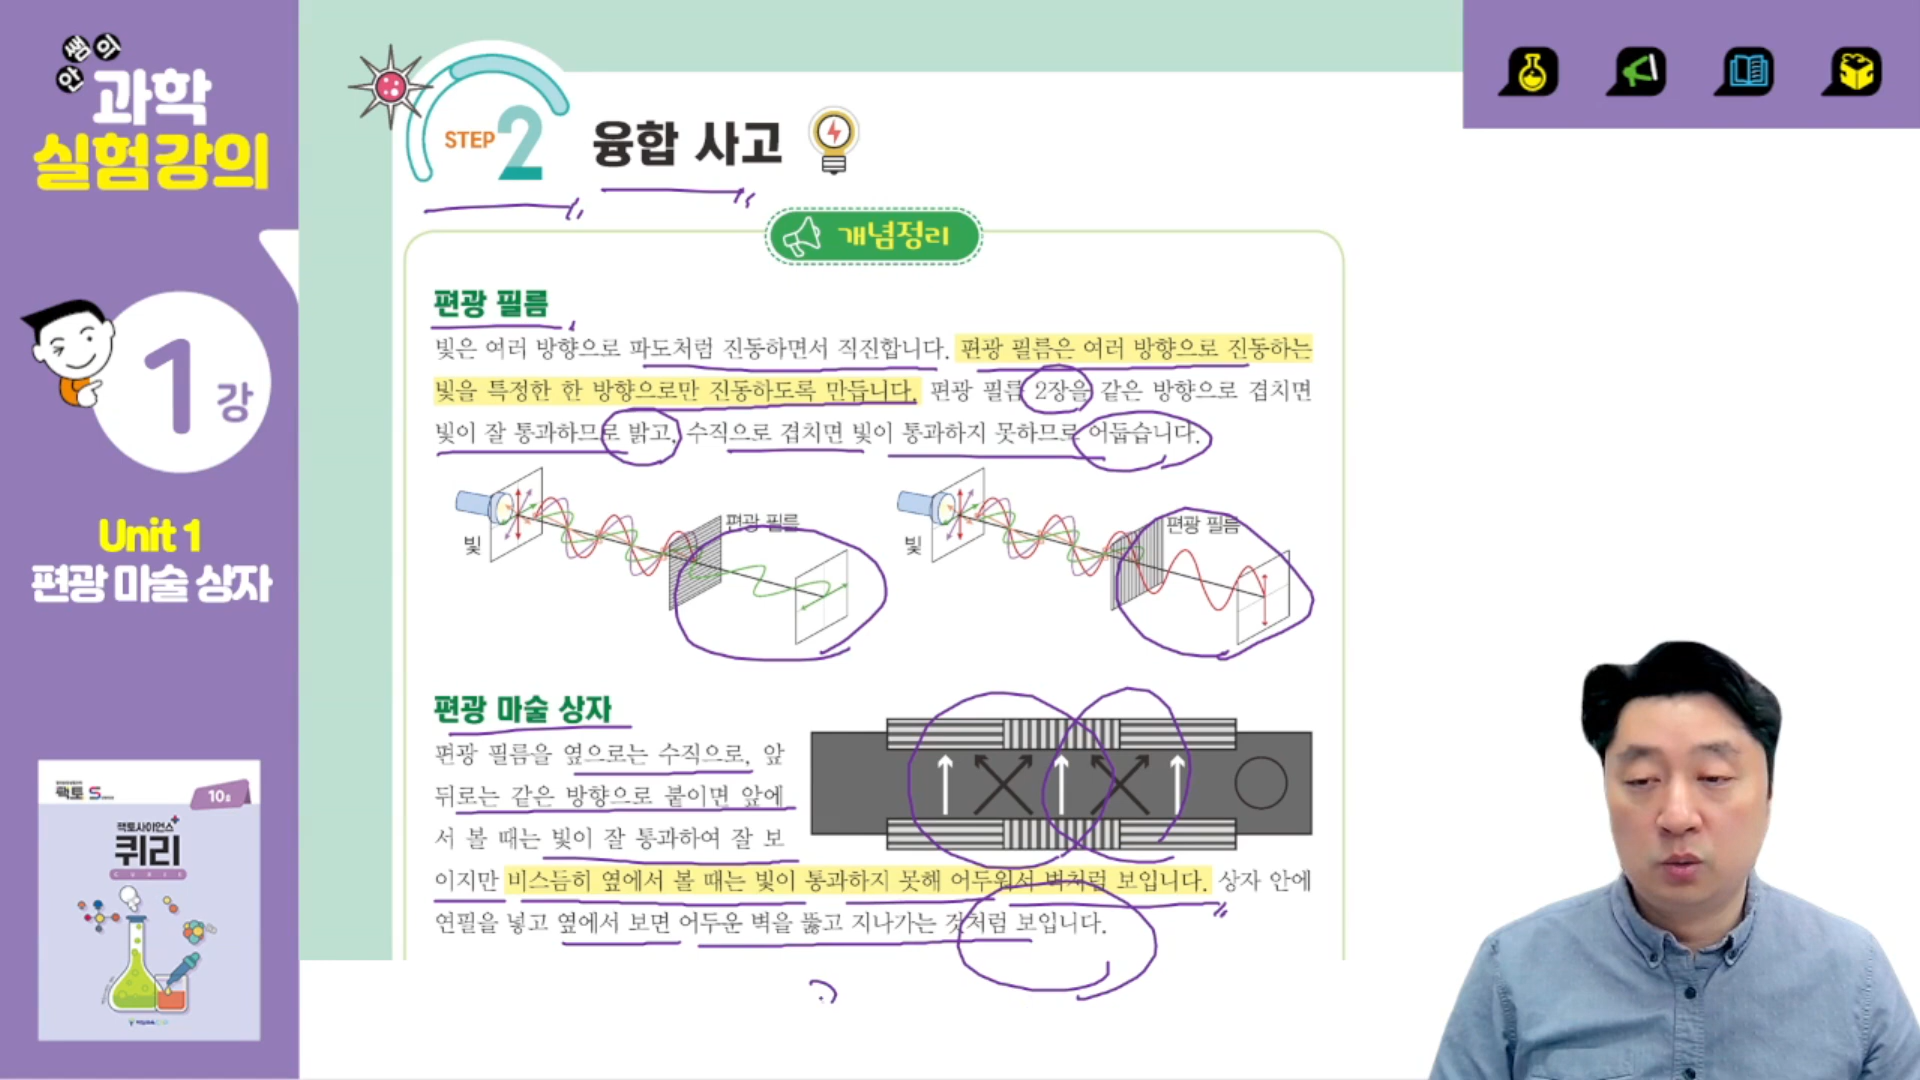 안쌤의
과학
실험강의
1강
Unit 1
편광 마술 상자
팩토 S
10호
팩토사이언스+
퀴리
CURIE
STEP 2 융합 사고
개념정리
편광 필름
빛은 여러 방향으로 파도처럼 진동하면서 직진합니다. 편광 필름은 여러 방향으로 진동하는
빛을 특정한 한 방향으로만 진동하도록 만듭니다. 편광 필름 2장을 같은 방향으로 겹치면
빛이 잘 통과하므로 밝고, 수직으로 겹치면 빛이 통과하지 못하므로 어둡습니다.
편광 필름
빛
편광 필름
빛
편광 마술 상자
편광 필름을 옆으로는 수직으로, 앞
뒤로는 같은 방향으로 붙이면 앞에
서 볼 때는 빛이 잘 통과하여 잘 보
이지만 비스듬히 옆에서 볼 때는 빛이 통과하지 못해 어두워서 벽처럼 보입니다. 상자 안에
연필을 넣고 옆에서 보면 어두운 벽을 뚫고 지나가는 것처럼 보입니다.